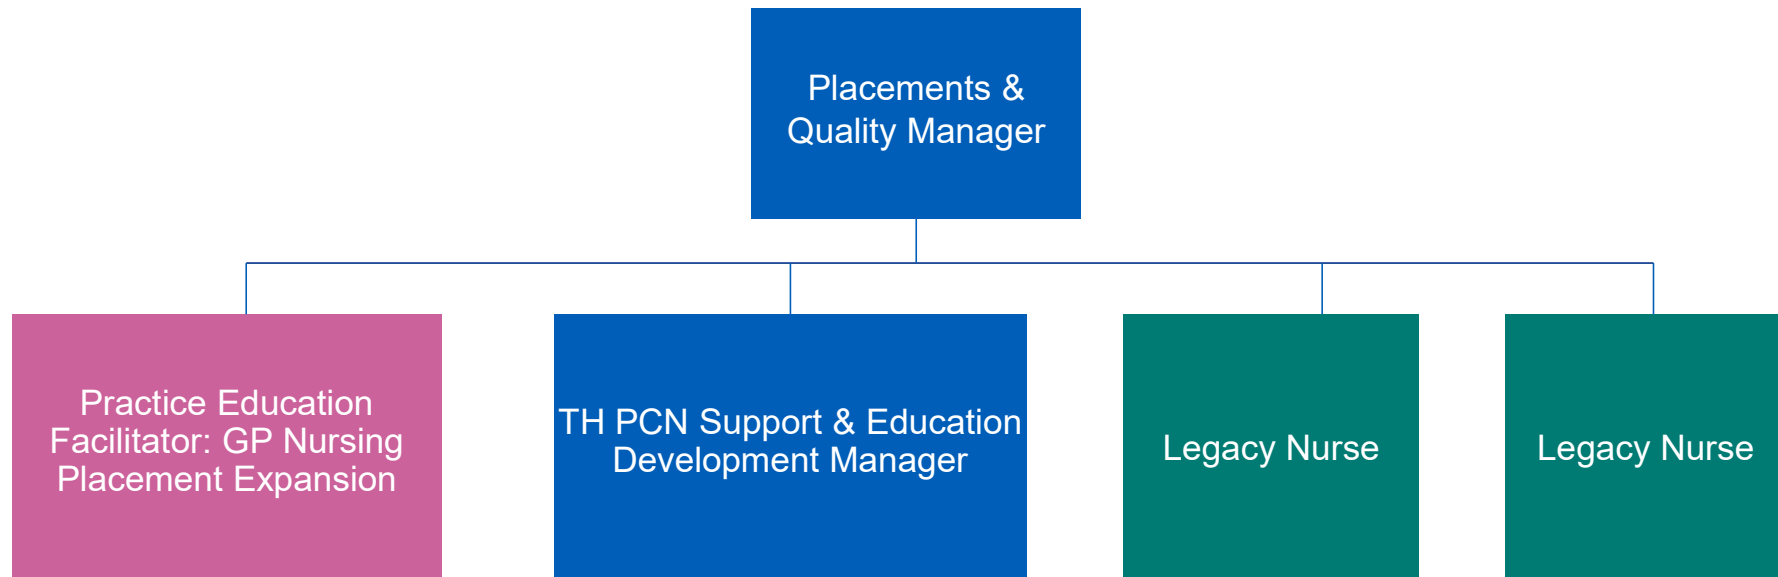 Placements &
Quality Manager
Practice Education
Facilitator: GP Nursing
Placement Expansion
TH PCN Support & Education
Development Manager
Legacy Nurse
Legacy Nurse